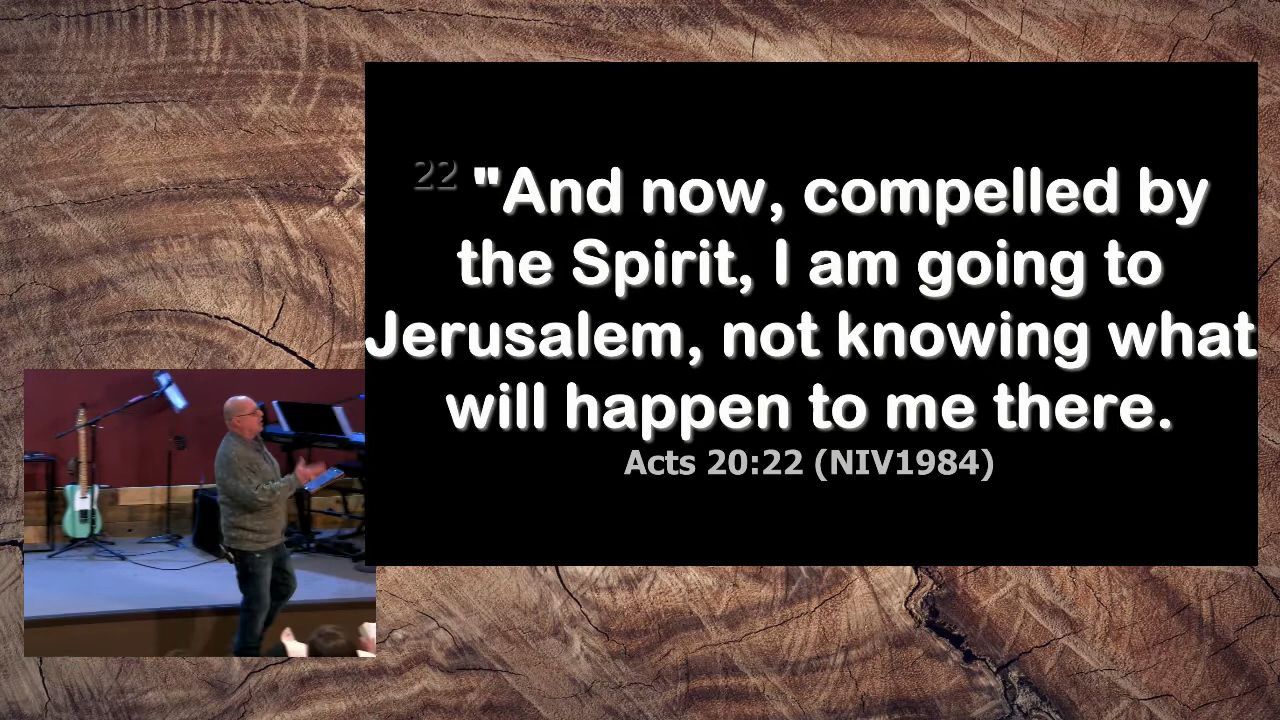 22 "And now, compelled by
the Spirit, I am going to
Jerusalem, not knowing what
will happen to me there.
Acts 20:22 (NIV1984)